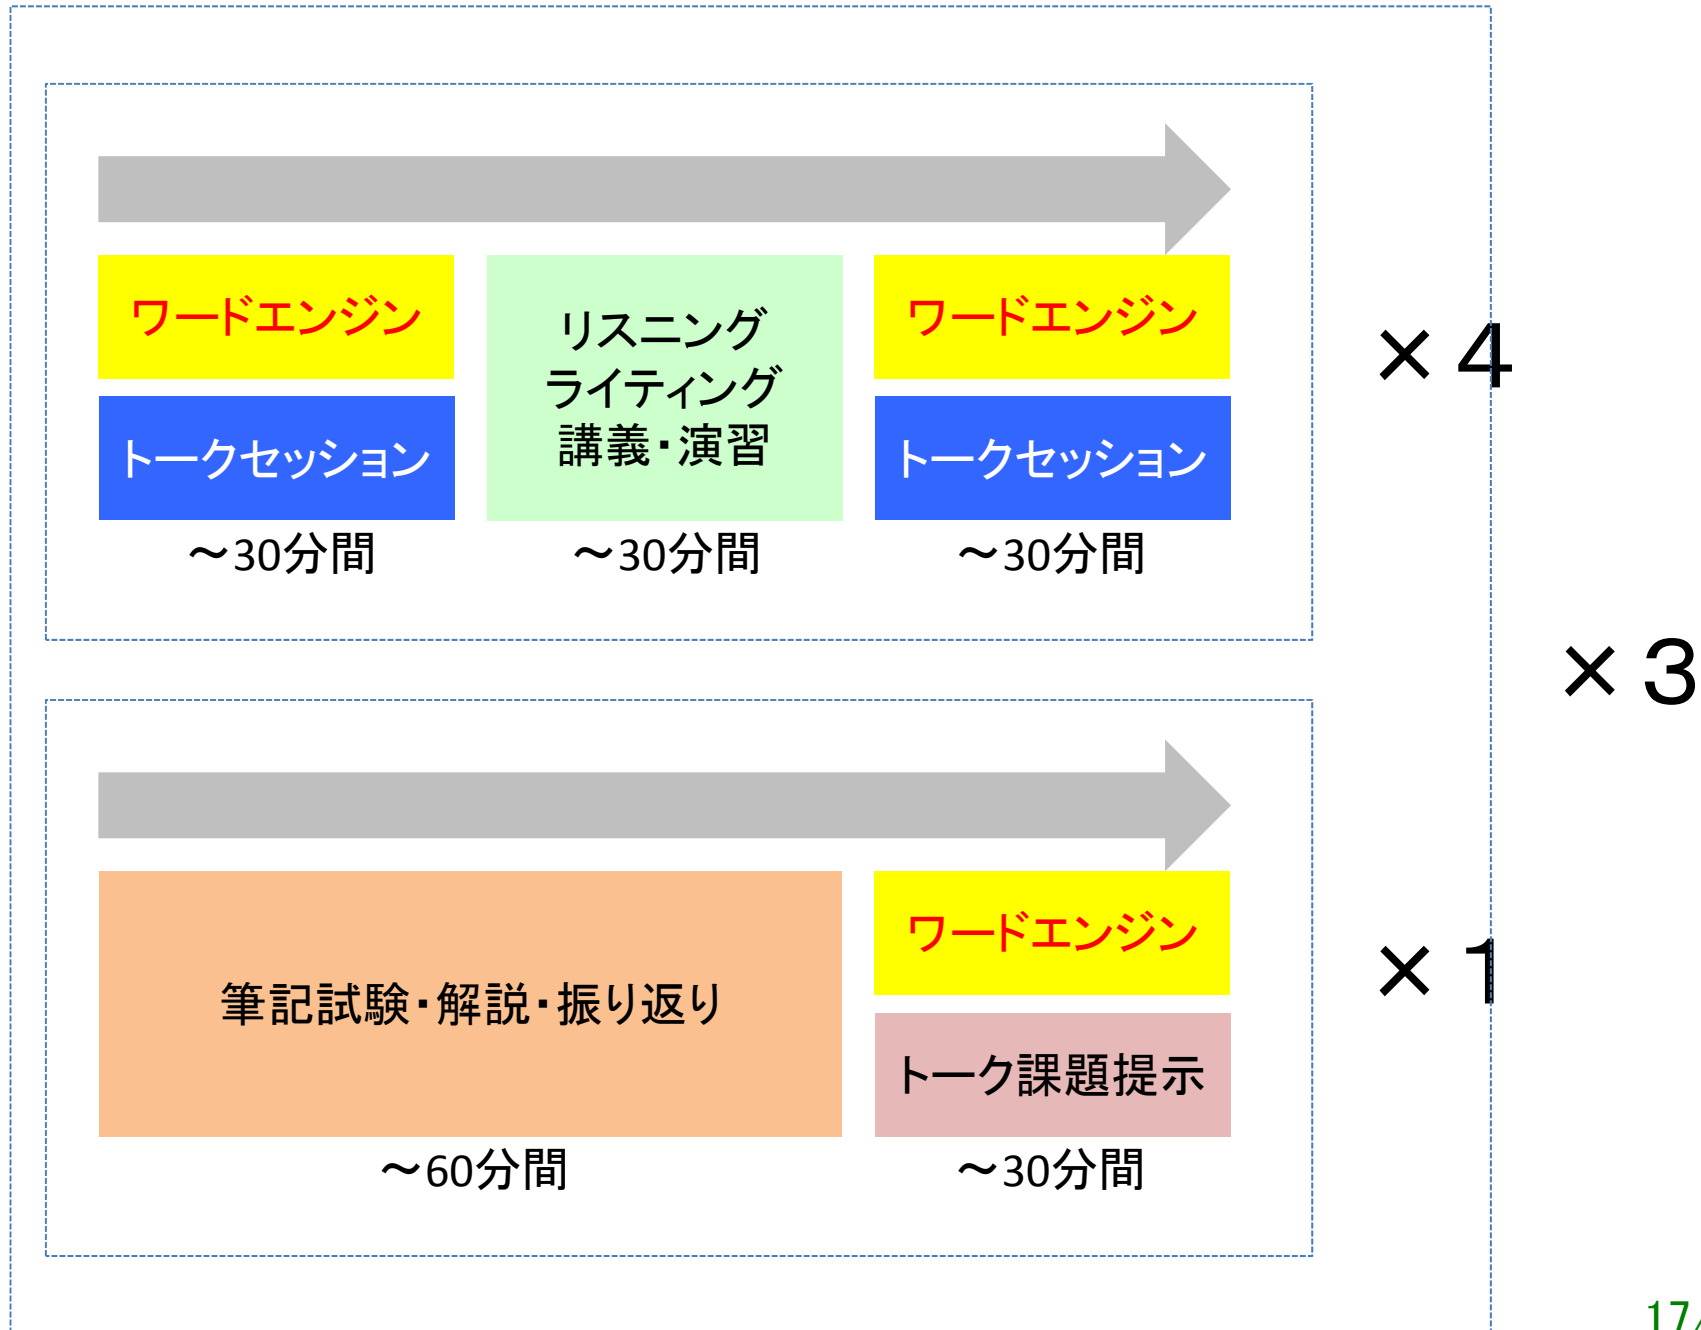 ワードエンジン
トークセッション
~30分間
リスニング
ライティング
講義・演習
~30分間
ワードエンジン
トークセッション
~30分間
×4
×3
筆記試験・解説・振り返り
~60分間
ワードエンジン
トーク課題提示
~30分間
×1
17